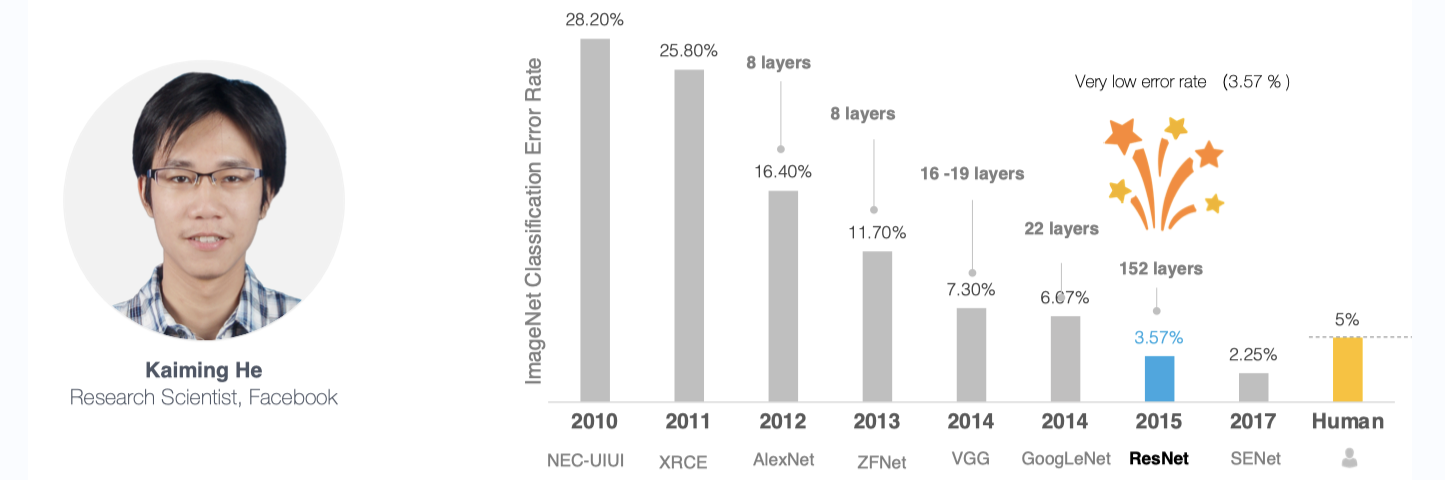 Kaiming He
Research Scientist, Facebook
ImageNet Classification Error Rate
28.20%
25.80%
8 layers
16.40%
8 layers
11.70%
16 -19 layers
7.30%
22 layers
152 layers
3.57%
2.25%
5%
Very low error rate (3.57 % )
2010 2011 2012 2013 2014 2014 2015 2017 Human
NEC-UIUI XRCE AlexNet ZFNet VGG GoogLeNet ResNet SENet